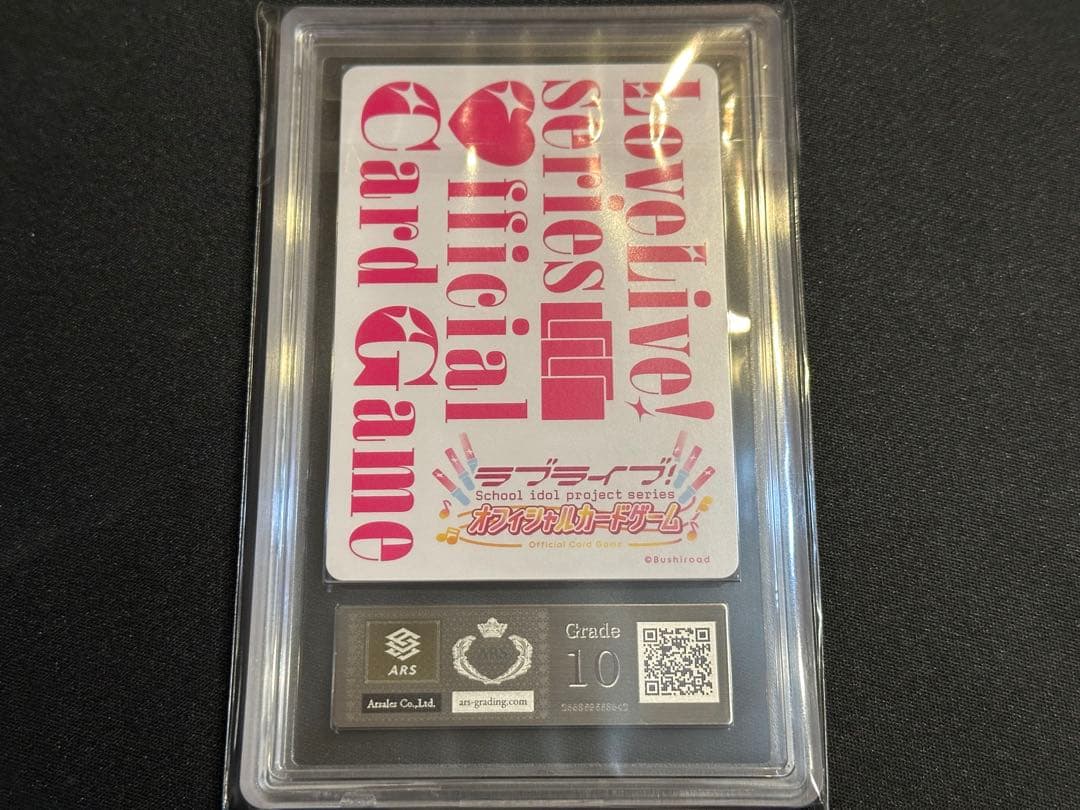 LoveLive!
series
Official
Card Game
ラブライブ!
School idol project series
オフィシャルカードゲーム
Official Card Game
©Bushiroad
ARS
ARS
Grade
10
Arsales Co.,Ltd.
ars-grading.com